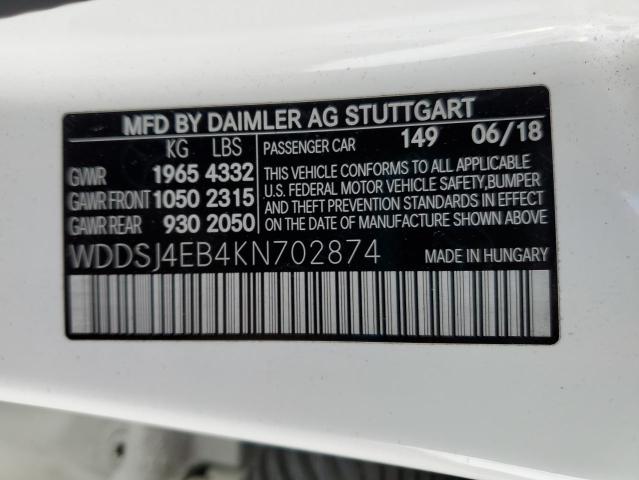 MFD BY DAIMLER AG STUTTGART
KG LBS
GVWR 1965 4332
GAWR FRONT 1050 2315
GAWR REAR 930 2050
PASSENGER CAR 149 06/18
THIS VEHICLE CONFORMS TO ALL APPLICABLE
U.S. FEDERAL MOTOR VEHICLE SAFETY,BUMPER
AND THEFT PREVENTION STANDARDS IN EFFECT
ON THE DATE OF MANUFACTURE SHOWN ABOVE.
WDDSJ4EB4KN702874 MADE IN HUNGARY